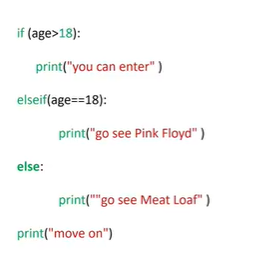 if (age>18):
print("you can enter" )
elseif(age==18):
print("go see Pink Floyd" )
else:
print(""go see Meat Loaf" )
print("move on")